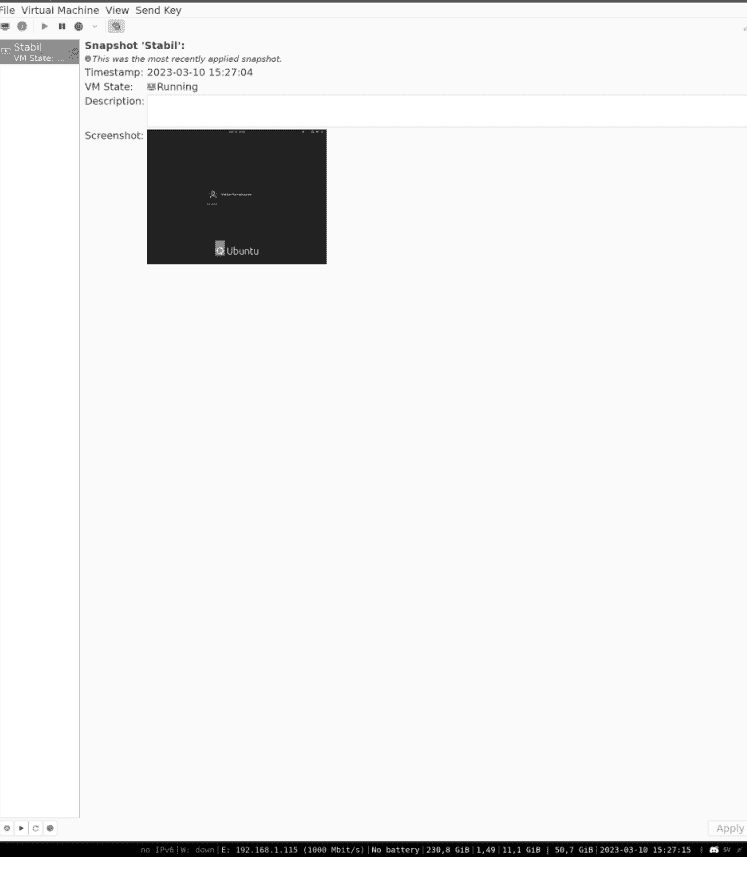 File Virtual Machine View Send Key
Stabil
VM State: ...
Snapshot 'Stabil':
This was the most recently applied snapshot.
Timestamp: 2023-03-10 15:27:04
VM State: Running
Description:
Screenshot:
Ubuntu
Apply
no IPv6|W: down|E: 192.168.1.115 (1000 Mbit/s)|No battery|230,8 GiB|1,49|11,1 GiB | 50,7 GiB|2023-03-10 15:27:15 SV